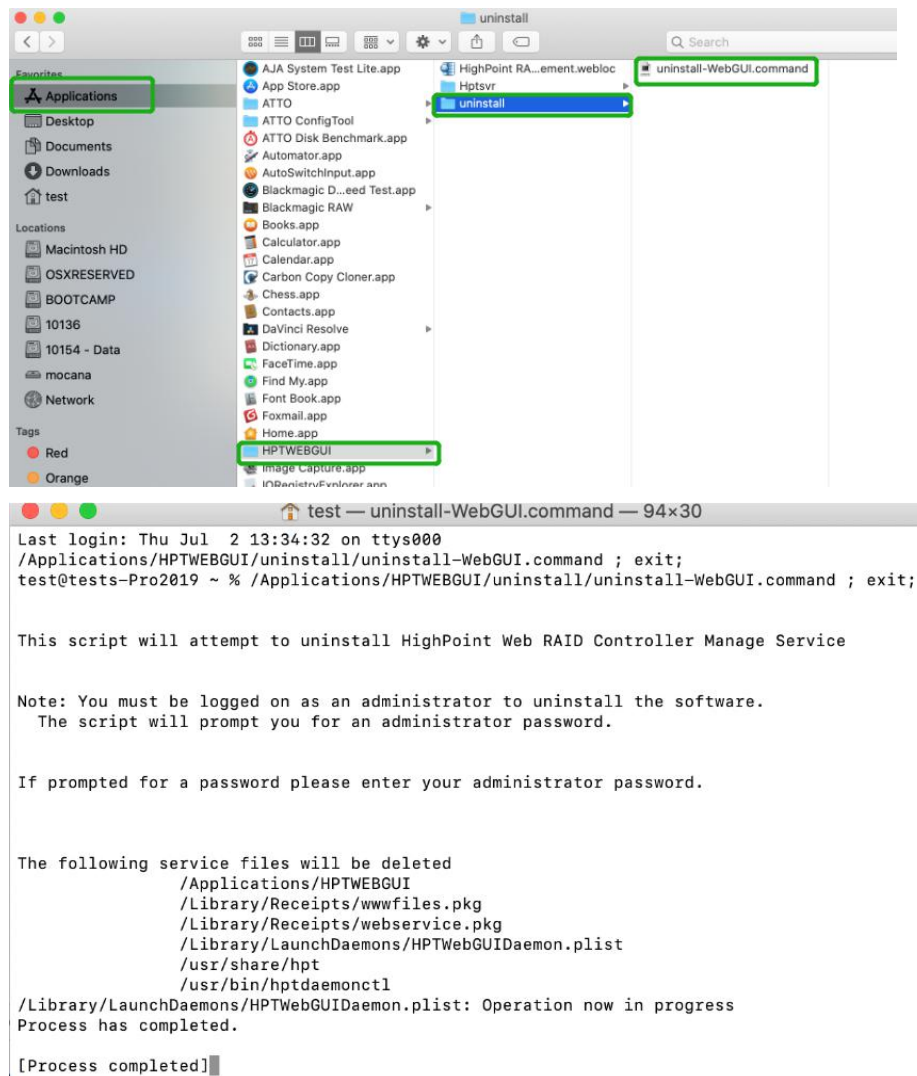 uninstall
Search
Favorites
Applications
Desktop
Documents
Downloads
test
Locations
Macintosh HD
OSXRESERVED
BOOTCAMP
10136
10154 - Data
mocana
Network
Tags
Red
Orange
AJA System Test Lite.app
App Store.app
ATTO
ATTO ConfigTool
ATTO Disk Benchmark.app
Automator.app
AutoSwitchInput.app
Blackmagic D...eed Test.app
Blackmagic RAW
Books.app
Calculator.app
Calendar.app
Carbon Copy Cloner.app
Chess.app
Contacts.app
DaVinci Resolve
Dictionary.app
FaceTime.app
Find My.app
Font Book.app
Foxmail.app
Home.app
HPTWEBGUI
Image Capture.app
IORegistryExplorer.app
HighPoint RA...ement.webloc
Hptsvr
uninstall
uninstall-WebGUI.command
test — uninstall-WebGUI.command — 94×30
Last login: Thu Jul  2 13:34:32 on ttys000
/Applications/HPTWEBGUI/uninstall/uninstall-WebGUI.command ; exit;
test@tests-Pro2019 ~ % /Applications/HPTWEBGUI/uninstall/uninstall-WebGUI.command ; exit;
This script will attempt to uninstall HighPoint Web RAID Controller Manage Service
Note: You must be logged on as an administrator to uninstall the software.
The script will prompt you for an administrator password.
If prompted for a password please enter your administrator password.
The following service files will be deleted
/Applications/HPTWEBGUI
/Library/Receipts/wwwfiles.pkg
/Library/Receipts/webservice.pkg
/Library/LaunchDaemons/HPTWebGUIDaemon.plist
/usr/share/hpt
/usr/bin/hptdaemonctl
/Library/LaunchDaemons/HPTWebGUIDaemon.plist: Operation now in progress
Process has completed.
[Process completed]